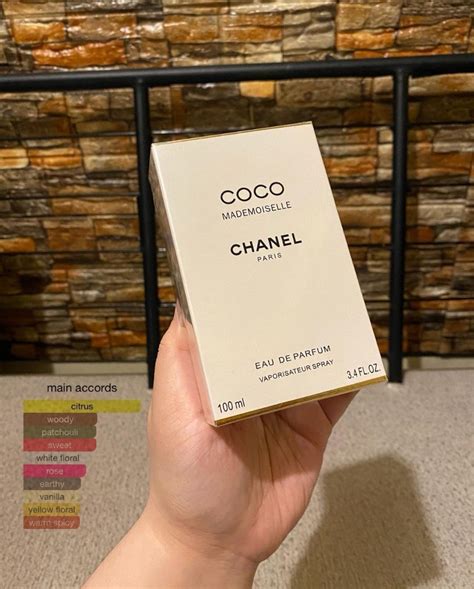 COCO
MADEMOISELLE
CHANEL
PARIS
EAU DE PARFUM
VAPORISATEUR SPRAY
100 ml
3.4 FL.OZ.
main accords
citrus
woody
patchouli
sweet
white floral
rose
earthy
vanilla
yellow floral
warm spicy